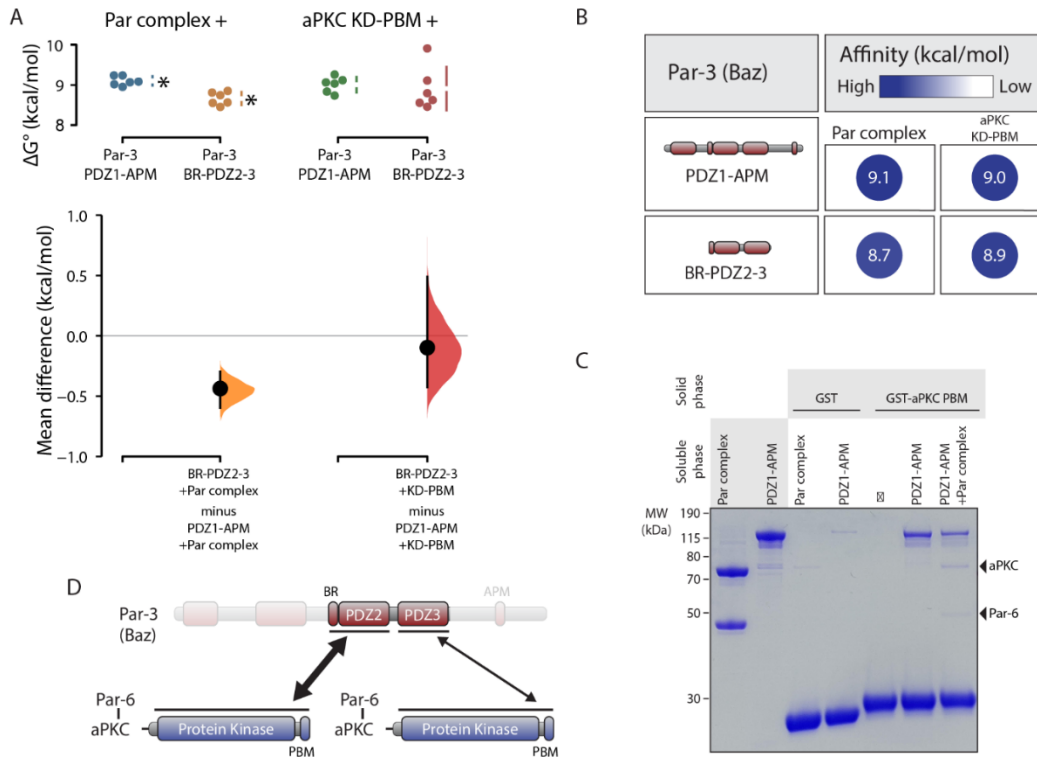 A
Par complex +
aPKC KD-PBM +
ΔG° (kcal/mol)
10
9
8
*
*
Par-3
PDZ1-APM
Par-3
BR-PDZ2-3
Par-3
PDZ1-APM
Par-3
BR-PDZ2-3
Mean difference (kcal/mol)
1.0
0.5
0.0
−0.5
−1.0
BR-PDZ2-3
+Par complex
minus
PDZ1-APM
+Par complex
BR-PDZ2-3
+KD-PBM
minus
PDZ1-APM
+KD-PBM
B
Par-3 (Baz)
Affinity (kcal/mol)
High
Low
Par complex
aPKC
KD-PBM
PDZ1-APM
9.1
9.0
BR-PDZ2-3
8.7
8.9
C
Solid
phase
GST
GST-aPKC PBM
Soluble
phase
Par complex
PDZ1-APM
Par complex
PDZ1-APM
PDZ1-APM
PDZ1-APM
+Par complex
MW
(kDa)
190
115
80
70
50
30
aPKC
Par-6
D
Par-3
(Baz)
BR
PDZ2
PDZ3
APM
Par-6
aPKC
Protein Kinase
PBM
Par-6
aPKC
Protein Kinase
PBM